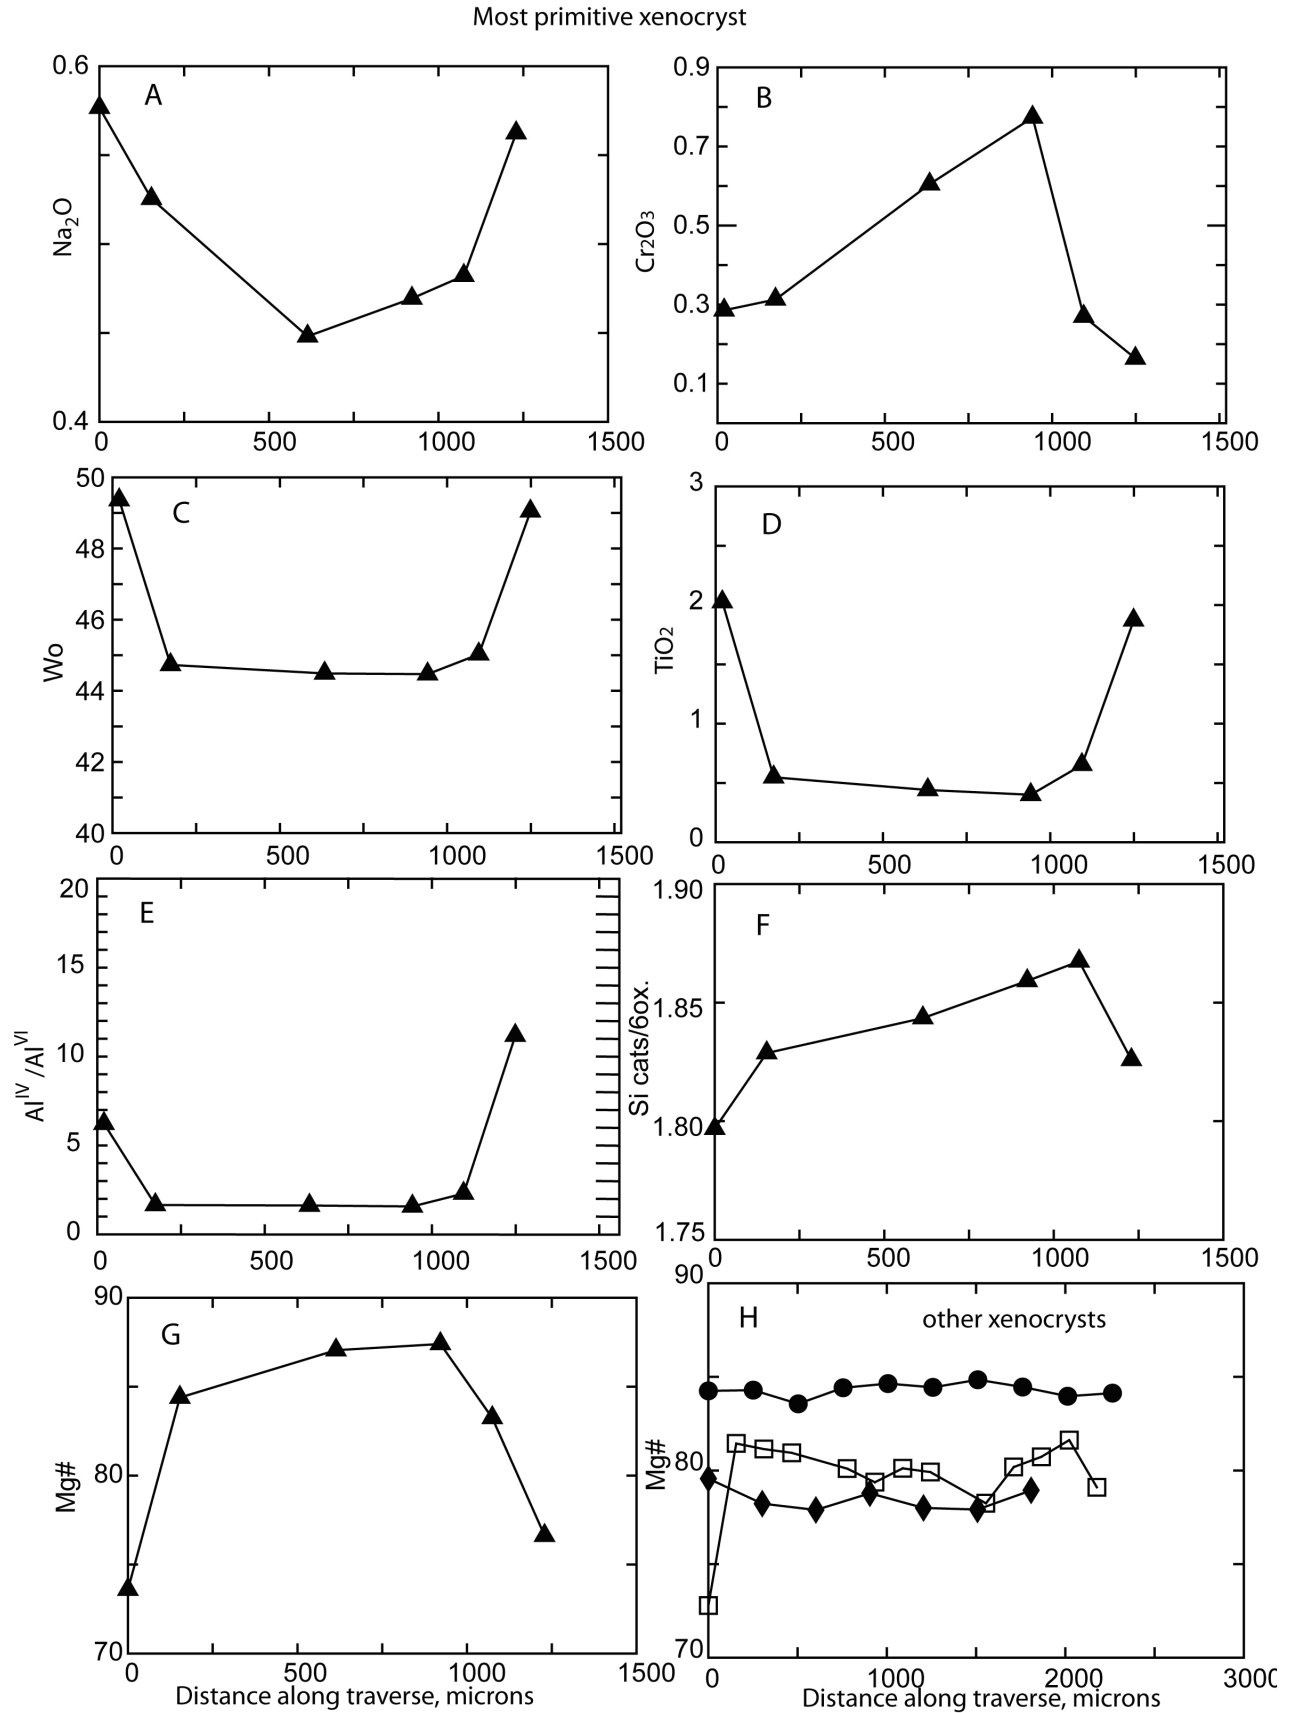 Most primitive xenocryst
A
0.6
0.4
Na2O
0 500 1000 1500
B
0.9
0.7
0.5
0.3
0.1
Cr2O3
0 500 1000 1500
C
50
48
46
44
42
40
Wo
0 500 1000 1500
D
3
2
1
0
TiO2
0 500 1000 1500
E
20
15
10
5
0
AlIV/AlVI
0 500 1000 1500
F
1.90
1.85
1.80
1.75
Si cats/6ox.
0 500 1000 1500
G
90
80
70
Mg#
0 500 1000 1500
Distance along traverse, microns
H
other xenocrysts
90
80
70
Mg#
0 1000 2000 3000
Distance along traverse, microns